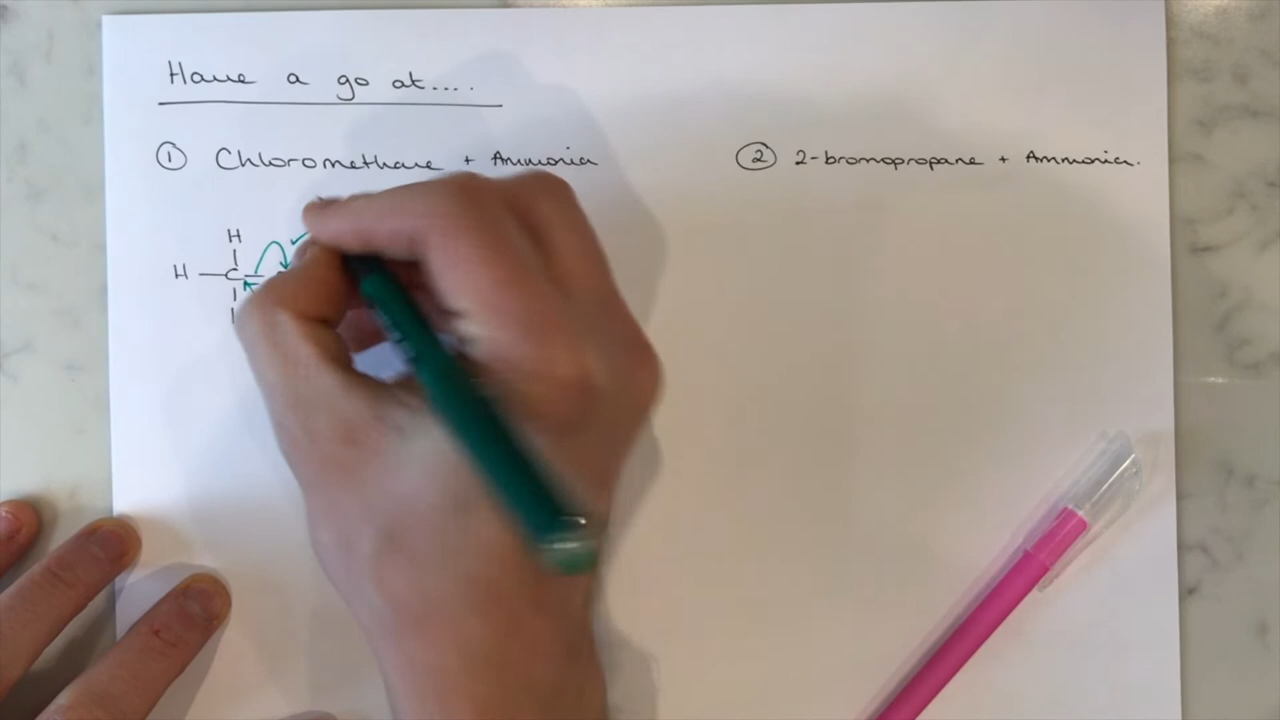 Have a go at....
① Chloromethane + Ammonia
② 2-bromopropane + Ammonia.
H
H — C